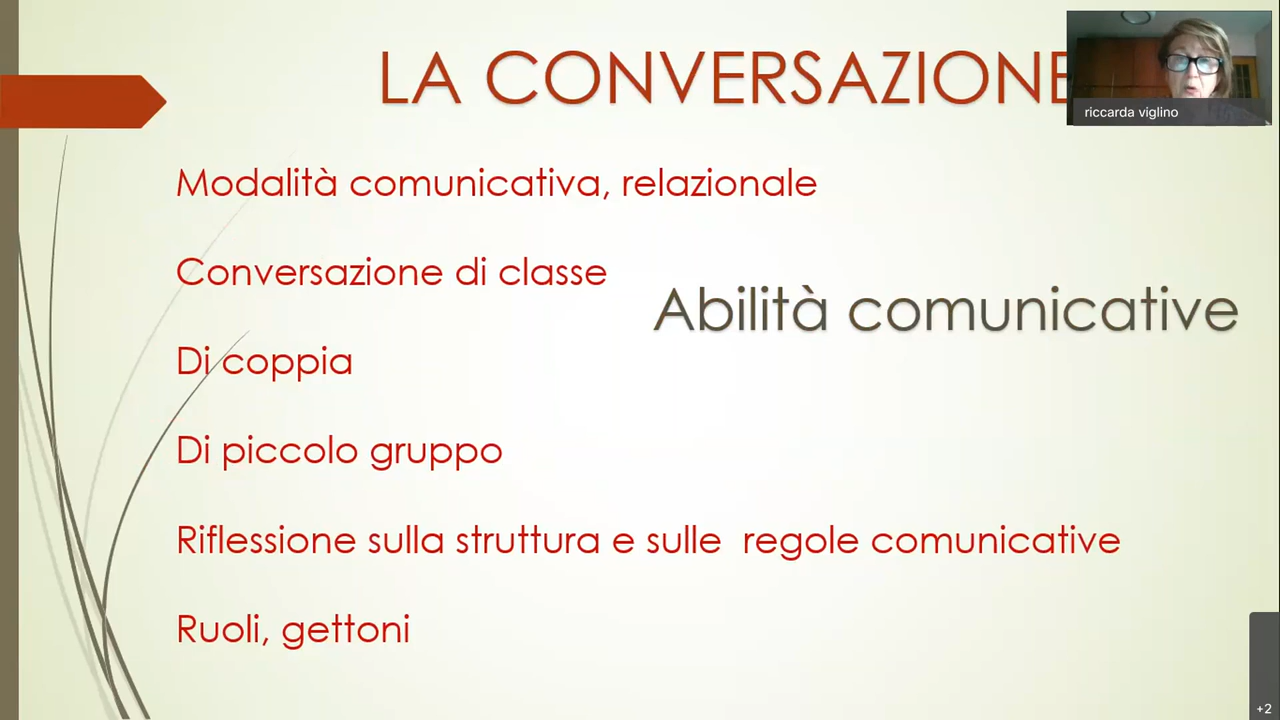 LA CONVERSAZIONE
riccarda viglino
Modalità comunicativa, relazionale
Conversazione di classe
Abilità comunicative
Di coppia
Di piccolo gruppo
Riflessione sulla struttura e sulle regole comunicative
Ruoli, gettoni
+2